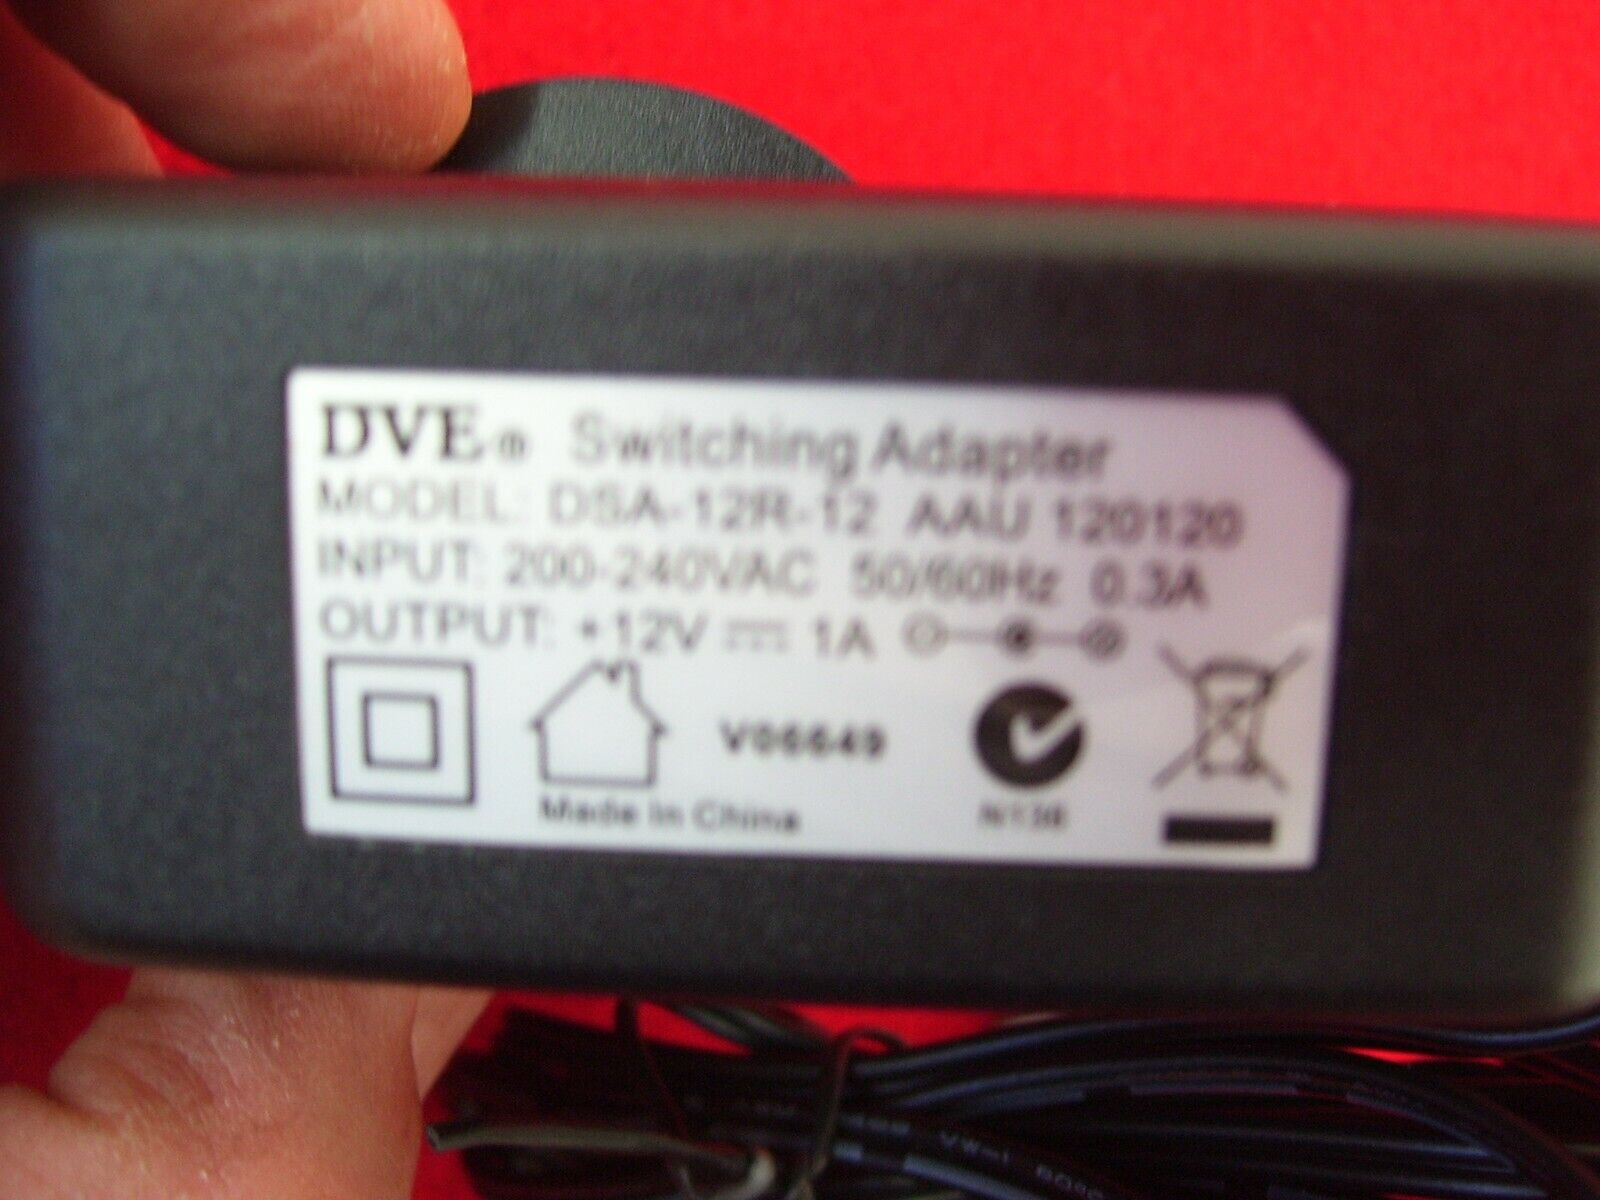 DVE® Switching Adapter
MODEL: DSA-12R-12 AAU 120120
INPUT: 200-240VAC 50/60Hz 0.3A
OUTPUT: +12V 1A
V06649
Made In China